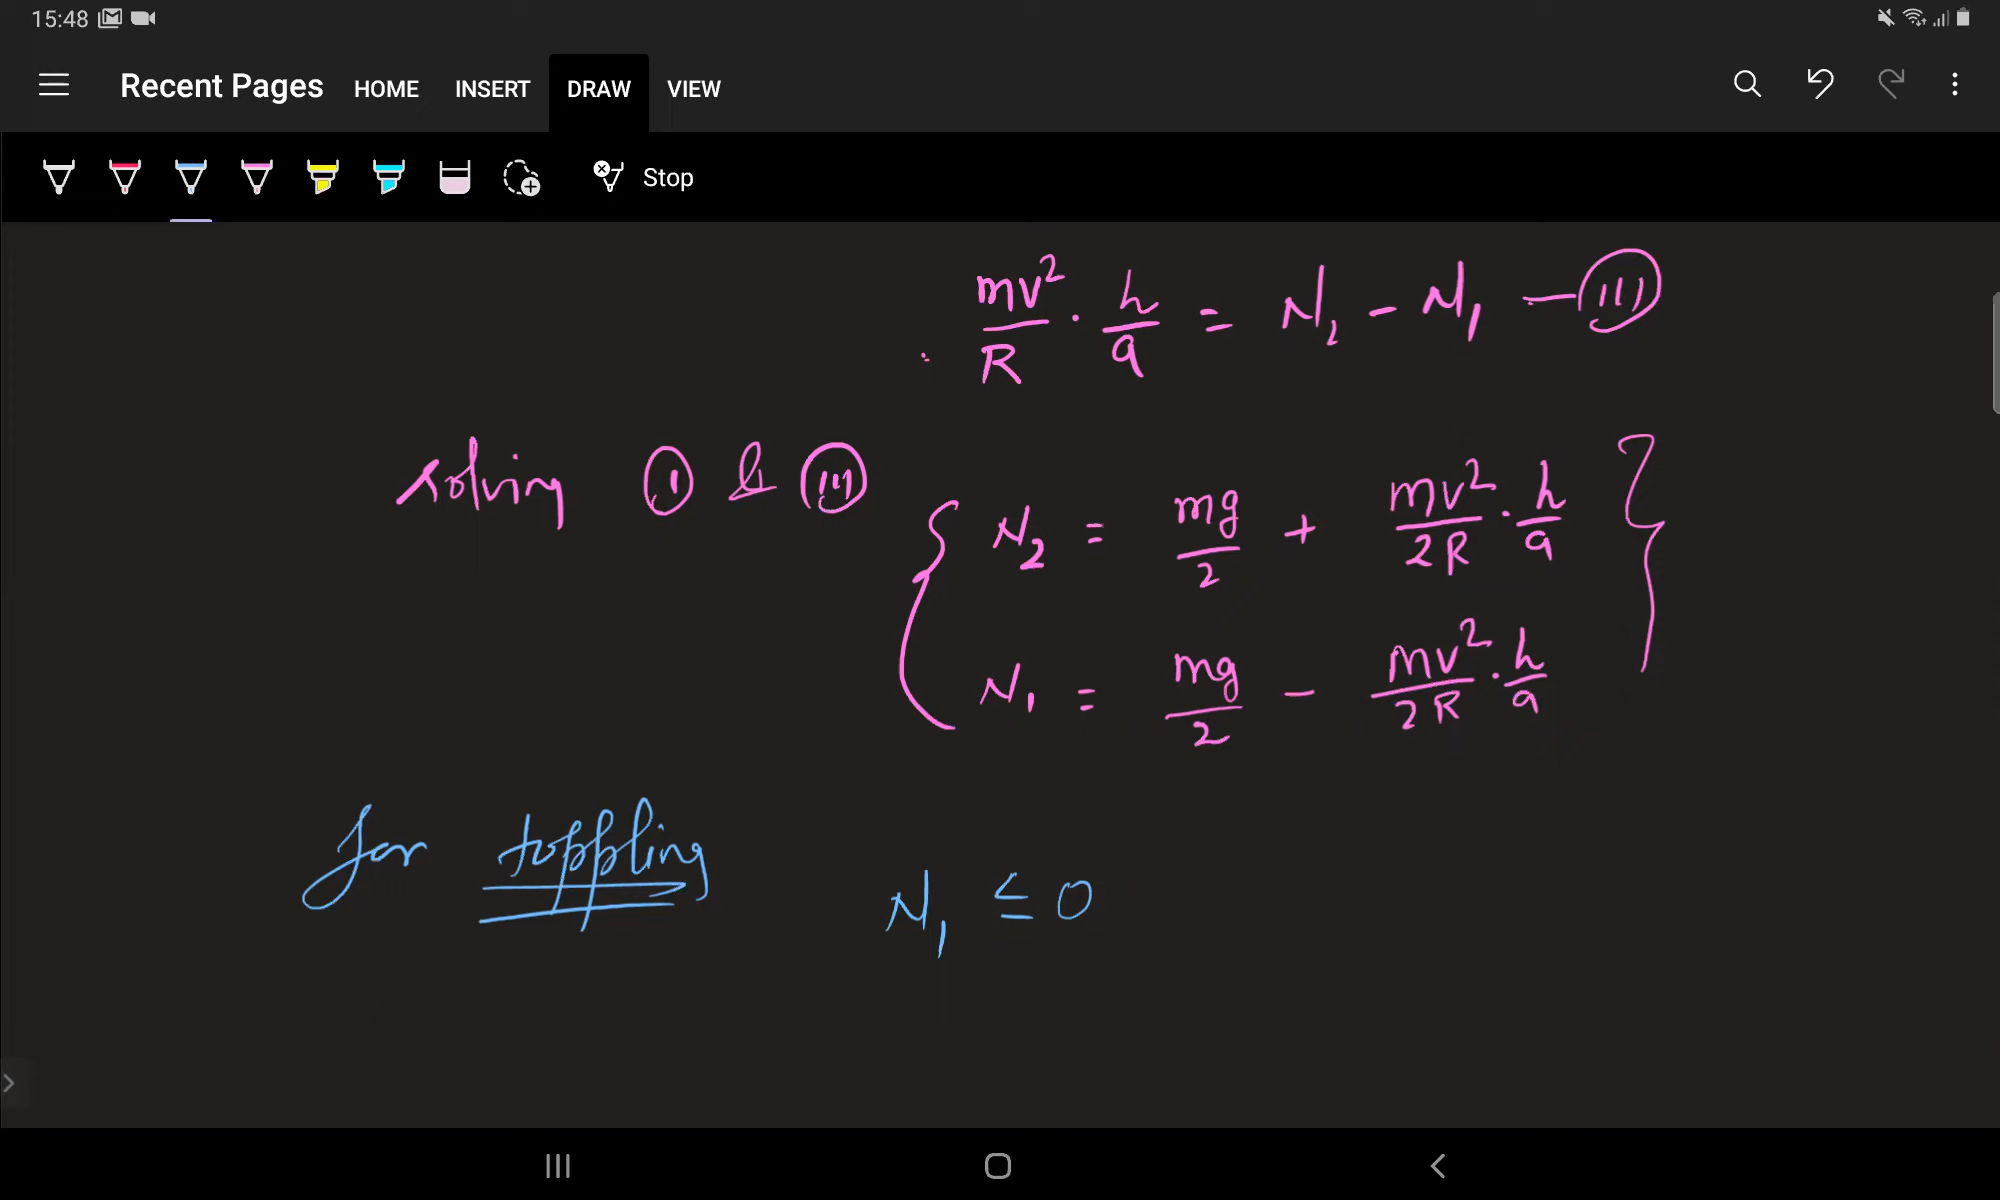 15:48
Recent Pages HOME INSERT DRAW VIEW
Stop
mv²/R · h/a = N₂ - N₁ — (III)
solving (I) & (III)
N₂ = mg/2 + mv²/2R · h/a
N₁ = mg/2 - mv²/2R · h/a
for toppling N₁ ≤ 0